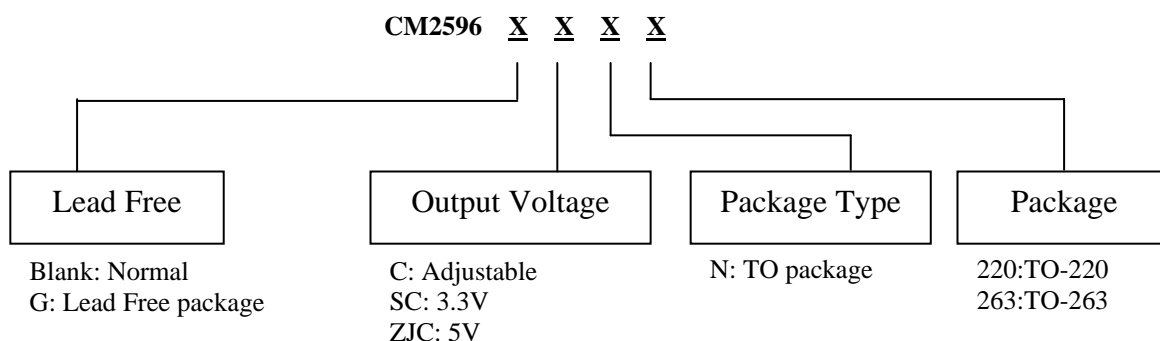 CM2596 X X X X
Lead Free
Output Voltage
Package Type
Package
Blank: Normal
G: Lead Free package
C: Adjustable
SC: 3.3V
ZJC: 5V
N: TO package
220:TO-220
263:TO-263